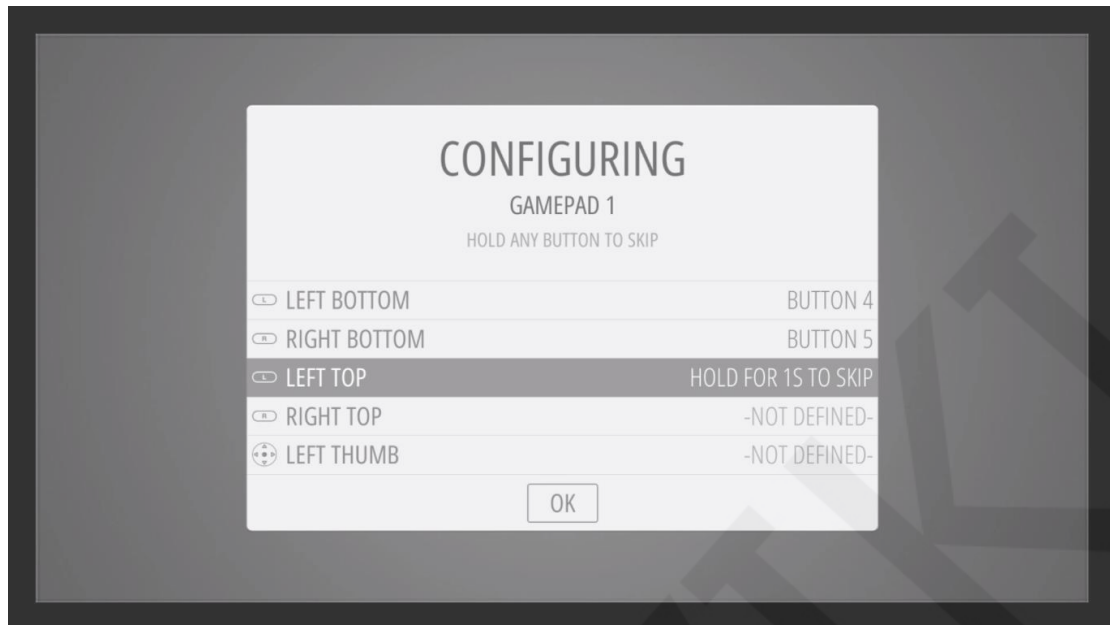 CONFIGURING
GAMEPAD 1
HOLD ANY BUTTON TO SKIP
L LEFT BOTTOM BUTTON 4
R RIGHT BOTTOM BUTTON 5
L LEFT TOP HOLD FOR 1S TO SKIP
R RIGHT TOP -NOT DEFINED-
LEFT THUMB -NOT DEFINED-
OK